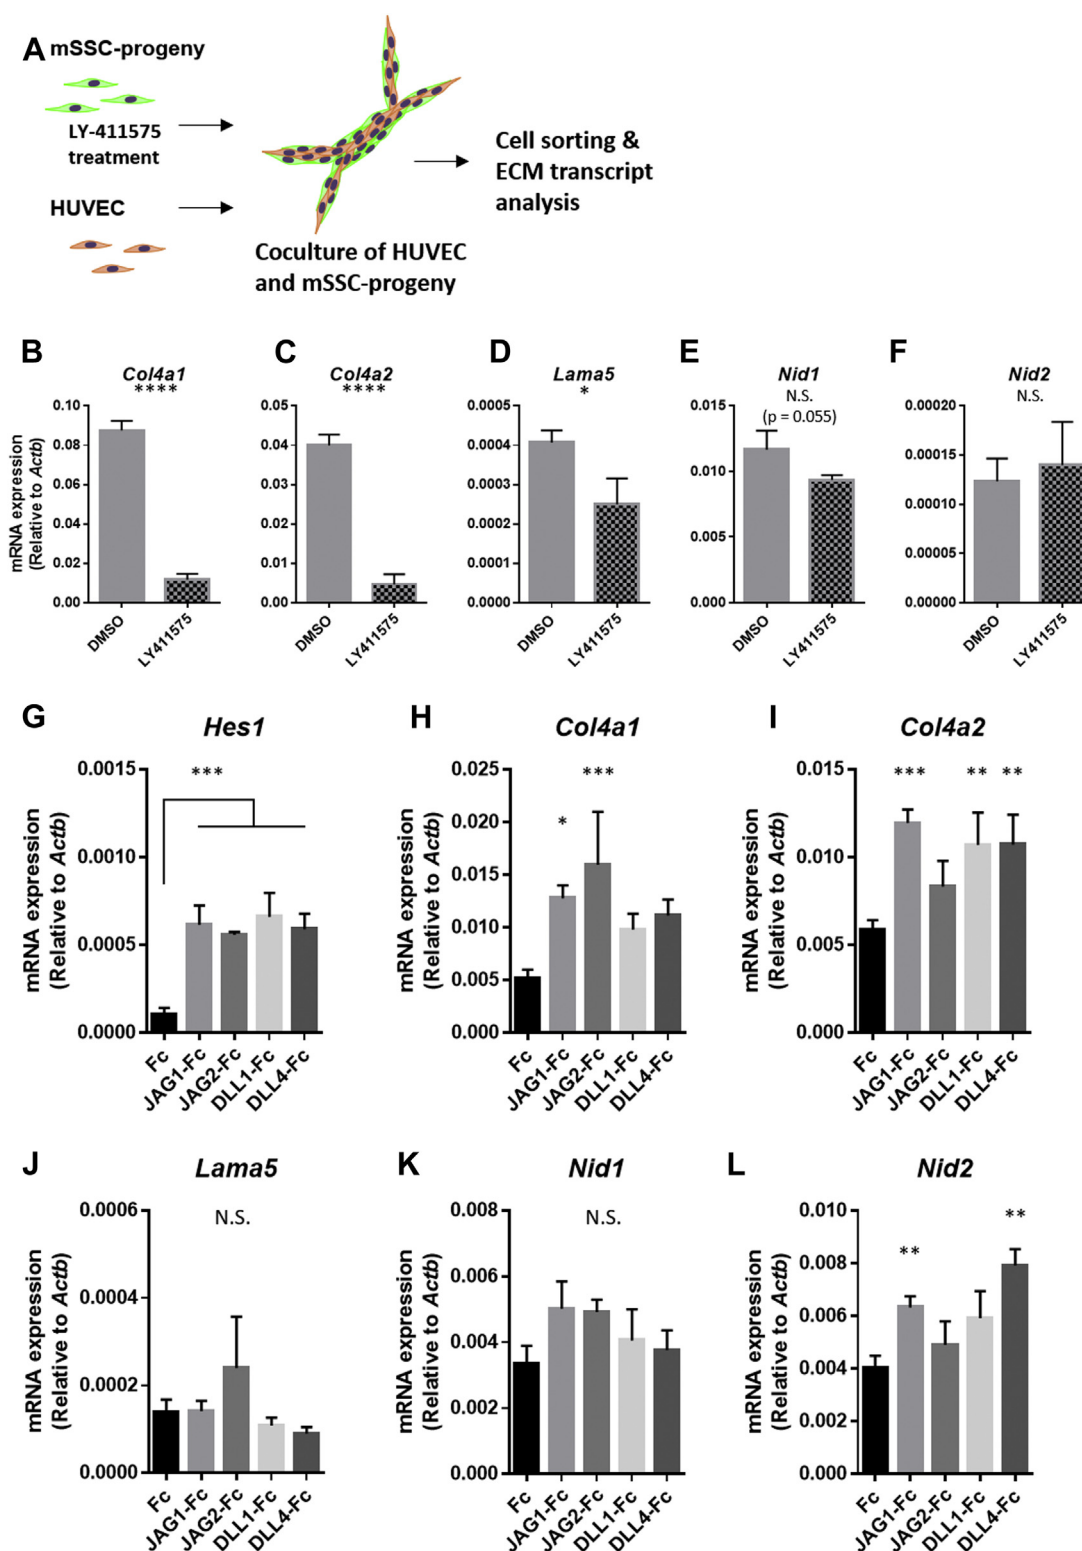 A
mSSC-progeny
LY-411575
treatment
HUVEC
Coculture of HUVEC
and mSSC-progeny
Cell sorting &
ECM transcript
analysis
B
Col4a1
****
mRNA expression
(Relative to Actb)
0.10
0.08
0.06
0.04
0.02
0.00
DMSO
LY411575
C
Col4a2
****
0.05
0.04
0.03
0.02
0.01
0.00
DMSO
LY411575
D
Lama5
*
0.0005
0.0004
0.0003
0.0002
0.0001
0.0000
DMSO
LY411575
E
Nid1
N.S.
(p = 0.055)
0.015
0.010
0.005
0.000
DMSO
LY411575
F
Nid2
N.S.
0.00020
0.00015
0.00010
0.00005
0.00000
DMSO
LY411575
G
Hes1
***
mRNA expression
(Relative to Actb)
0.0015
0.0010
0.0005
0.0000
Fc
JAG1-Fc
JAG2-Fc
DLL1-Fc
DLL4-Fc
H
Col4a1
***
*
mRNA expression
(Relative to Actb)
0.025
0.020
0.015
0.010
0.005
0.000
Fc
JAG1-Fc
JAG2-Fc
DLL1-Fc
DLL4-Fc
I
Col4a2
*** ** **
mRNA expression
(Relative to Actb)
0.015
0.010
0.005
0.000
Fc
JAG1-Fc
JAG2-Fc
DLL1-Fc
DLL4-Fc
J
Lama5
N.S.
mRNA expression
(Relative to Actb)
0.0006
0.0004
0.0002
0.0000
Fc
JAG1-Fc
JAG2-Fc
DLL1-Fc
DLL4-Fc
K
Nid1
N.S.
mRNA expression
(Relative to Actb)
0.008
0.006
0.004
0.002
0.000
Fc
JAG1-Fc
JAG2-Fc
DLL1-Fc
DLL4-Fc
L
Nid2
**
**
mRNA expression
(Relative to Actb)
0.010
0.008
0.006
0.004
0.002
0.000
Fc
JAG1-Fc
JAG2-Fc
DLL1-Fc
DLL4-Fc